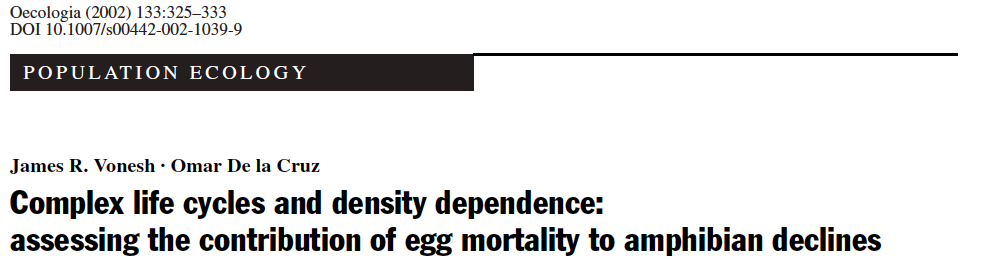 Oecologia (2002) 133:325–333
DOI 10.1007/s00442-002-1039-9
POPULATION ECOLOGY
James R. Vonesh · Omar De la Cruz
Complex life cycles and density dependence:
assessing the contribution of egg mortality to amphibian declines